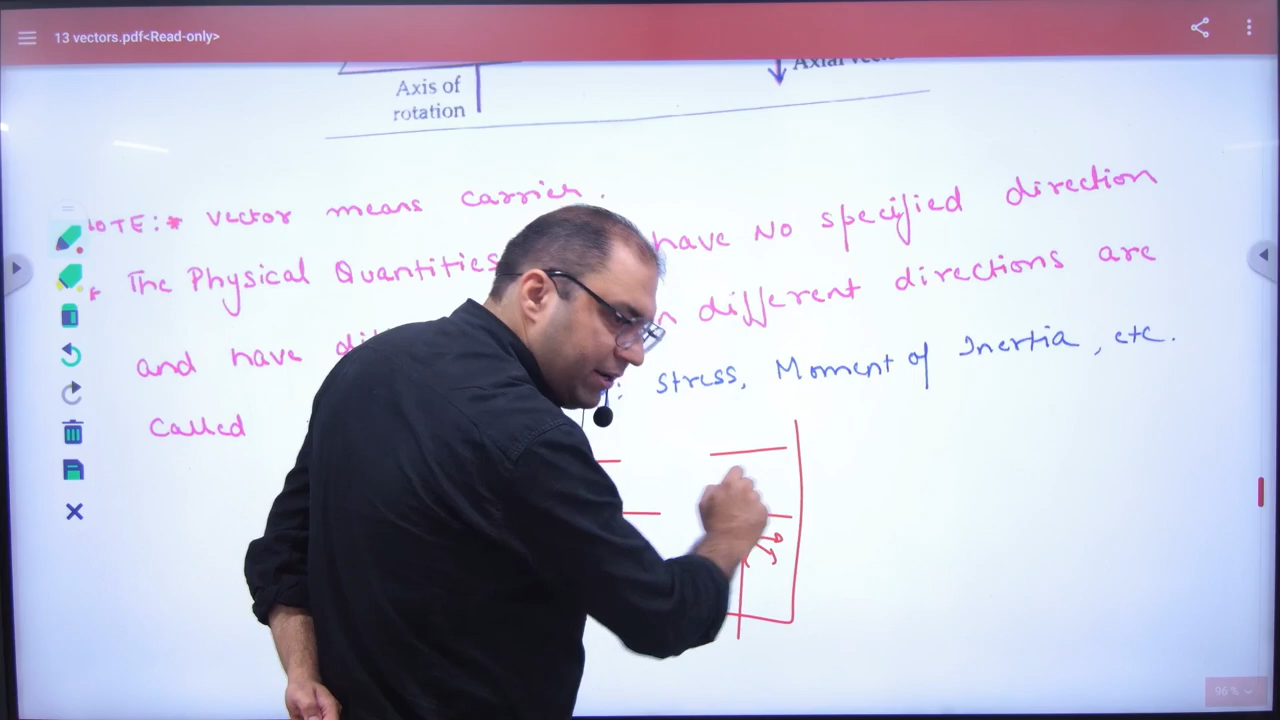 13 vectors.pdf<Read-only>
Axis of
rotation
Axial
NOTE:* vector means carrier.
* The Physical Quantities have No specified direction
and have different directions are
Called Stress, Moment of Inertia, etc.
96 %